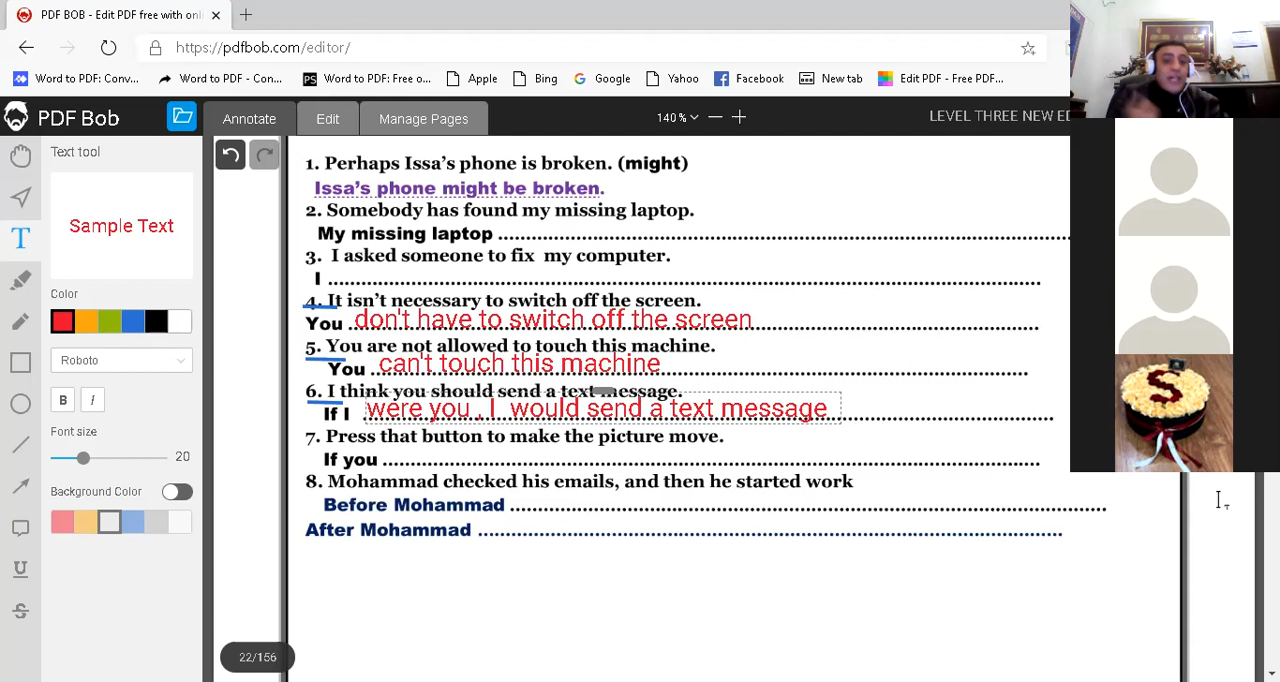 PDF BOB - Edit PDF free with onl
https://pdfbob.com/editor/
Word to PDF: Conv... Word to PDF - Con... PS Word to PDF: Free o... Apple Bing Google Yahoo Facebook New tab Edit PDF - Free PDF...
PDF Bob Annotate Edit Manage Pages 140% LEVEL THREE NEW ED
Text tool
Sample Text
Color
Roboto
B I
Font size
20
Background Color
1. Perhaps Issa's phone is broken. (might)
Issa's phone might be broken.
2. Somebody has found my missing laptop.
My missing laptop ........................................................................................................
3. I asked someone to fix my computer.
I ................................................................................................................................
4. It isn't necessary to switch off the screen.
You don't have to switch off the screen
5. You are not allowed to touch this machine.
You can't touch this machine
6. I think you should send a text message.
If I were you , I would send a text message
7. Press that button to make the picture move.
If you .......................................................................................................................
8. Mohammad checked his emails, and then he started work
Before Mohammad ............................................................................................................
After Mohammad .........................................................................................................
22/156